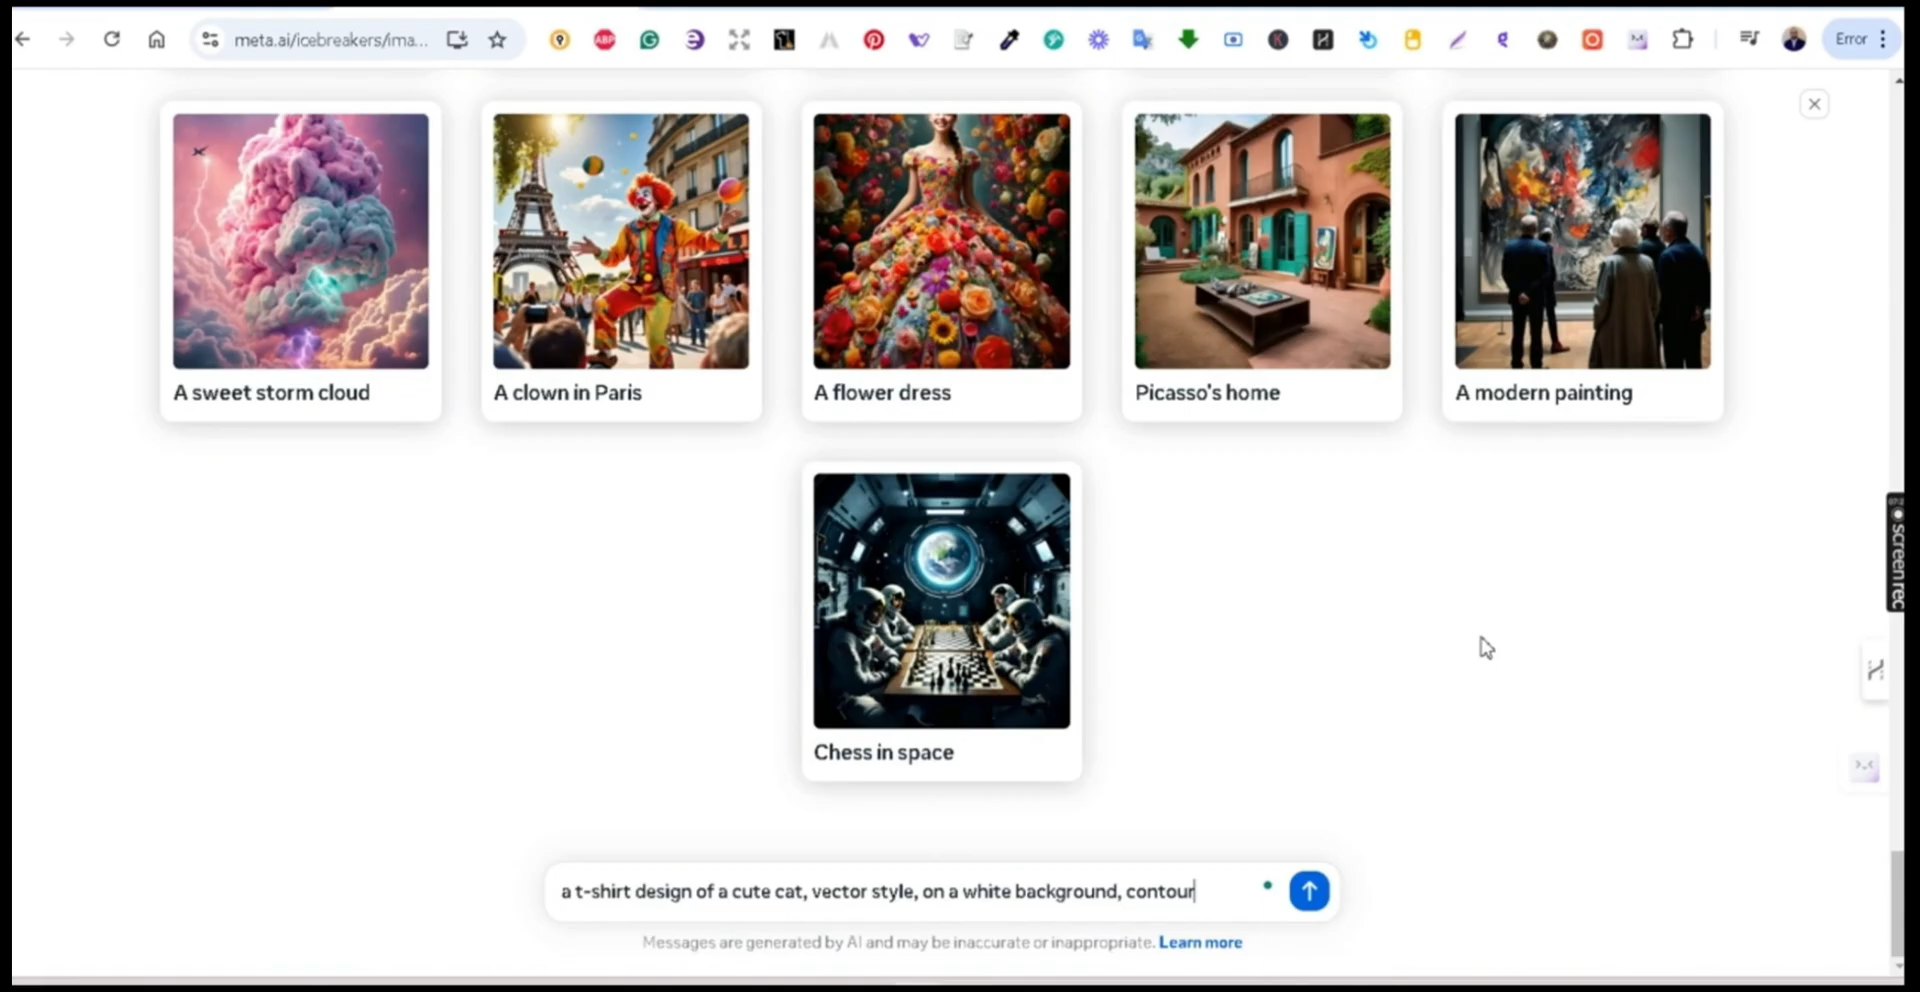 meta.ai/icebreakers/ima...
ABP
Error
A sweet storm cloud
A clown in Paris
A flower dress
Picasso's home
A modern painting
screen rec
Chess in space
a t-shirt design of a cute cat, vector style, on a white background, contour
Messages are generated by AI and may be inaccurate or inappropriate. Learn more